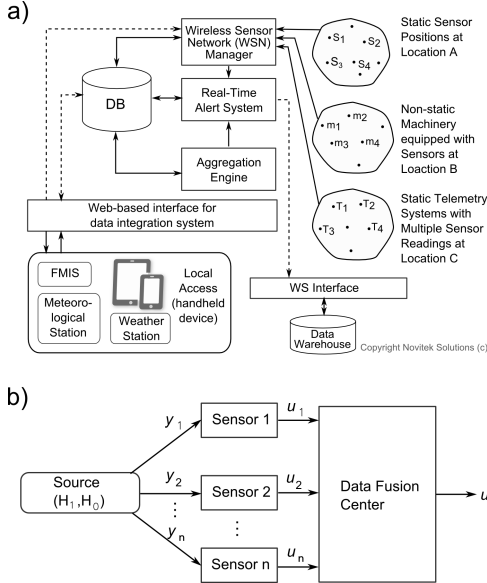 a)
Wireless Sensor
Network (WSN)
Manager
DB
Real-Time
Alert System
Aggregation
Engine
Web-based interface for
data integration system
FMIS
Meteoro-
logical
Station
Weather
Station
Local
Access
(handheld
device)
S1
S2
S3
S4
Static Sensor
Positions at
Location A
m1
m2
m3
m4
Non-static
Machinery
equipped with
Sensors at
Loaction B
T1
T2
T3
T4
Static Telemetry
Systems with
Multiple Sensor
Readings at
Location C
WS Interface
Data
Warehouse
Copyright Novitek Solutions (c)
b)
Source
(H1,H0)
y1
Sensor 1
u1
y2
Sensor 2
u2
⋮
⋮
yn
Sensor n
un
Data Fusion
Center
u